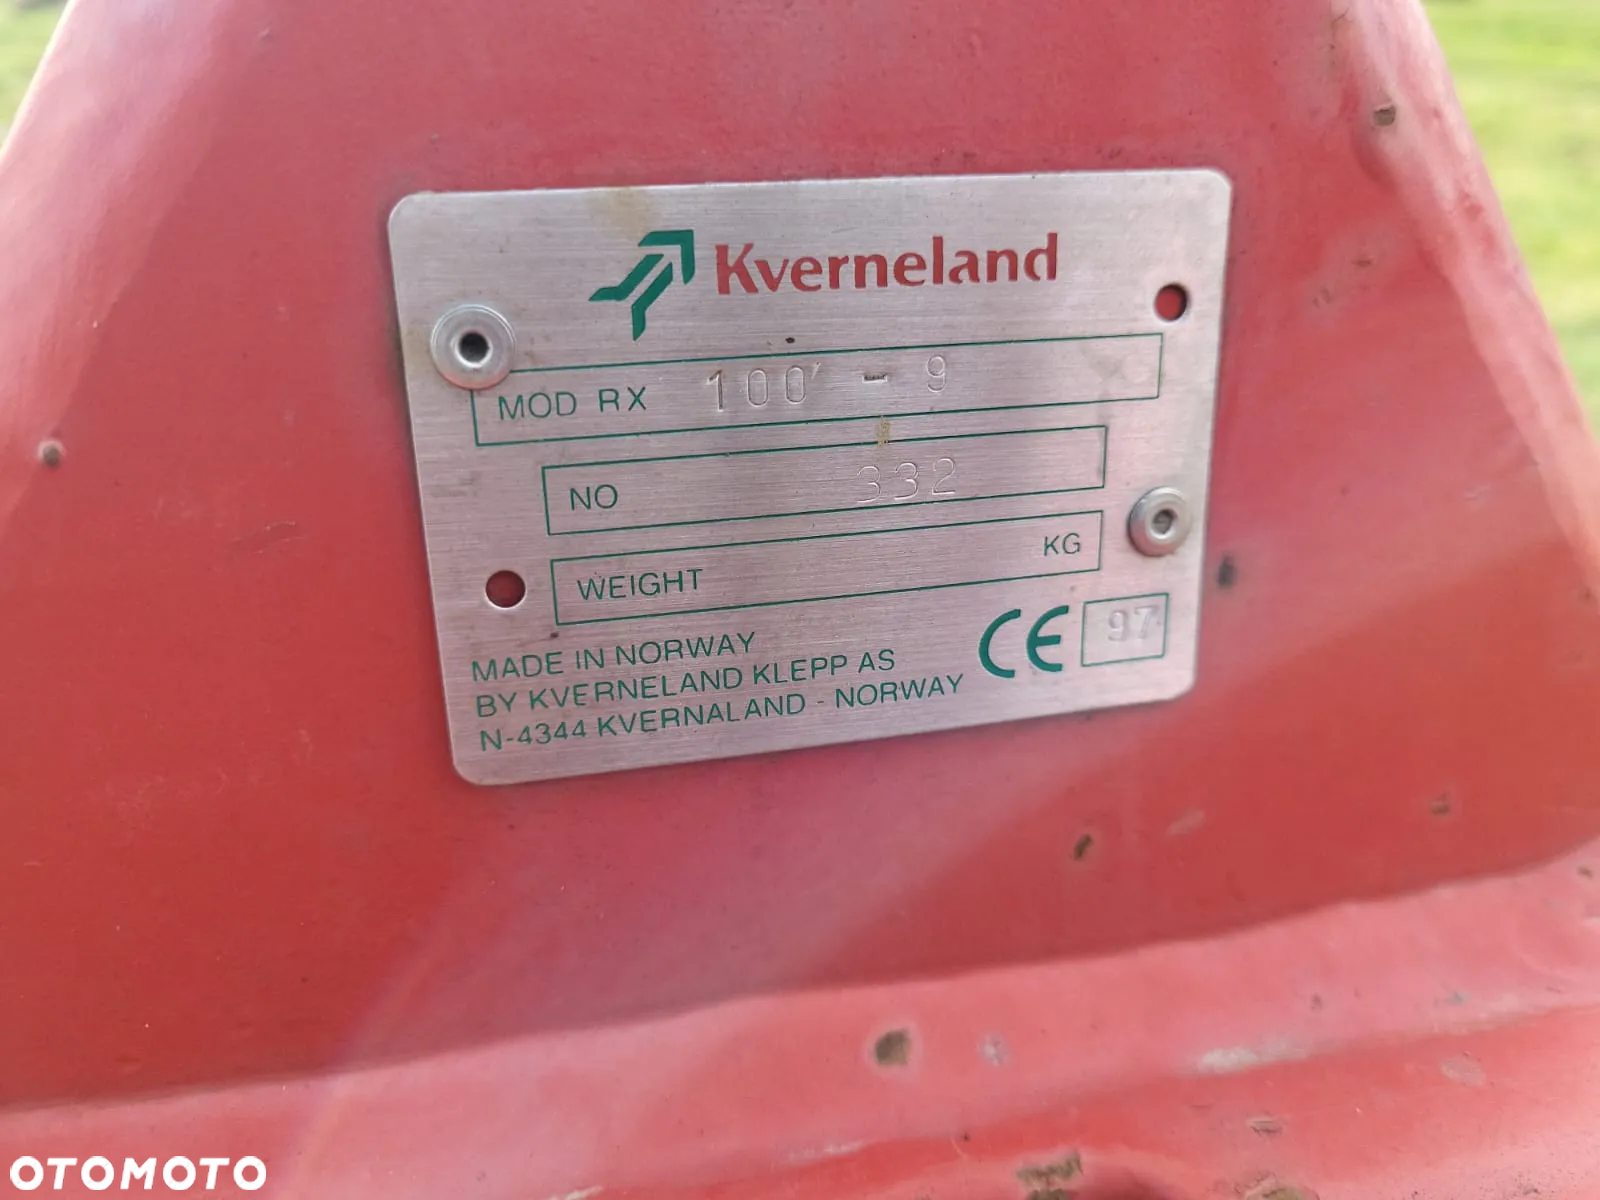 Kverneland
MOD RX 100 - 9
NO 332
WEIGHT KG
MADE IN NORWAY
BY KVERNELAND KLEPP AS
N-4344 KVERNALAND - NORWAY
CE 97
OTOMOTO